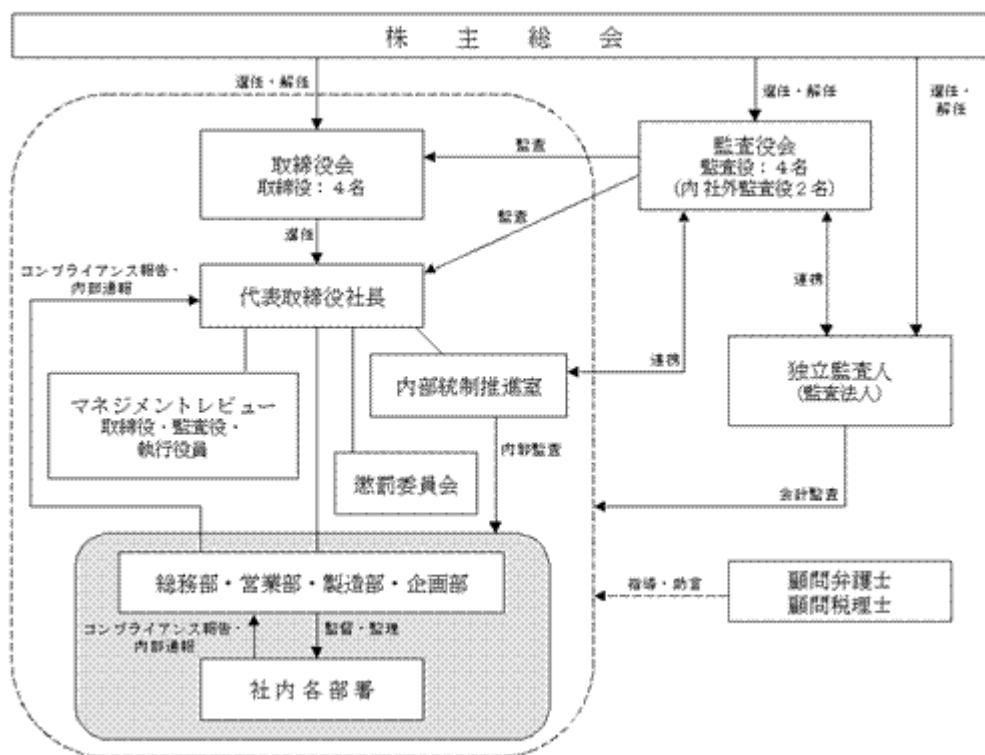 株主総会
選任・解任
選任・解任
選任・
解任
取締役会
取締役：４名
監査
監査役会
監査役：４名
(内 社外監査役２名)
選任
監査
コンプライアンス報告・
内部通報
代表取締役社長
連携
連携
マネジメントレビュー
取締役・監査役・
執行役員
内部統制推進室
独立監査人
(監査法人)
内部監査
懲罰委員会
会計監査
総務部・営業部・製造部・企画部
指導・助言
顧問弁護士
顧問税理士
コンプライアンス報告・
内部通報
監督・監理
社内各部署